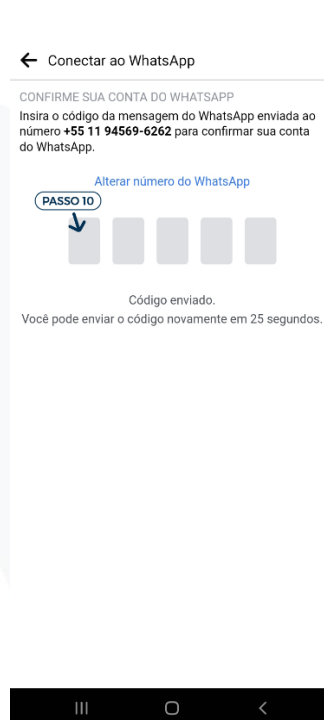 Conectar ao WhatsApp
CONFIRME SUA CONTA DO WHATSAPP
Insira o código da mensagem do WhatsApp enviada ao
número +55 11 94569-6262 para confirmar sua conta
do WhatsApp.
Alterar número do WhatsApp
PASSO 10
Código enviado.
Você pode enviar o código novamente em 25 segundos.